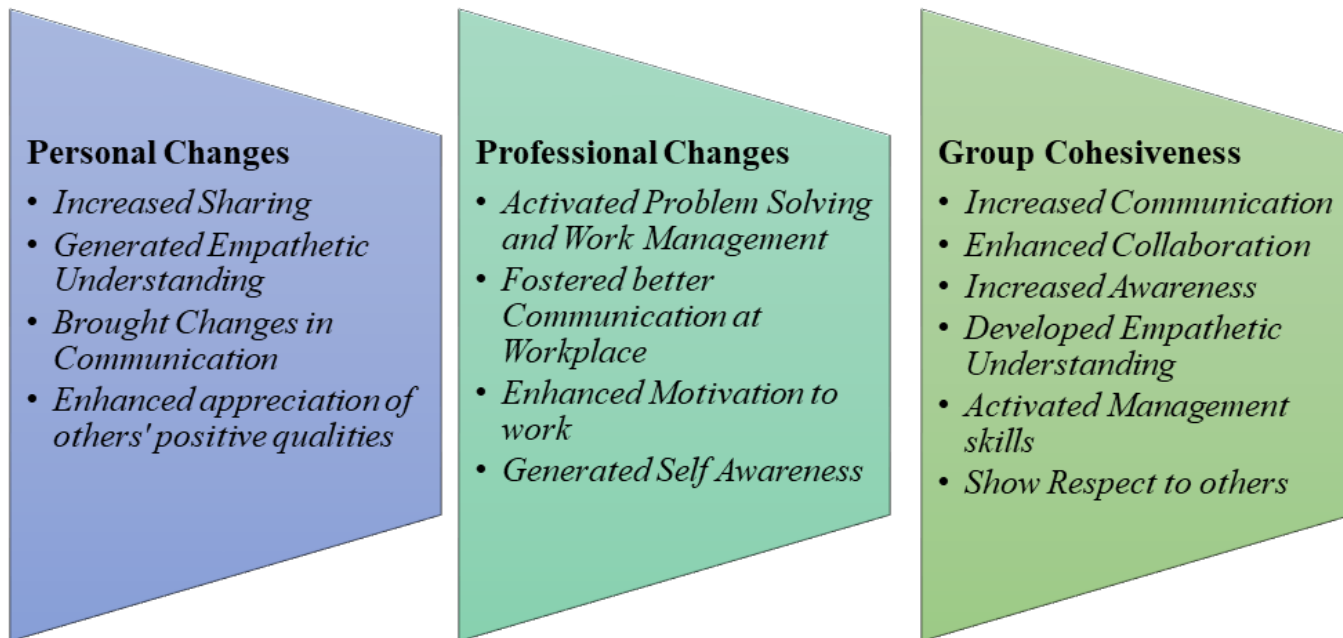 Personal Changes
• Increased Sharing
• Generated Empathetic
Understanding
• Brought Changes in
Communication
• Enhanced appreciation of
others' positive qualities
Professional Changes
• Activated Problem Solving
and Work Management
• Fostered better
Communication at
Workplace
• Enhanced Motivation to
work
• Generated Self Awareness
Group Cohesiveness
• Increased Communication
• Enhanced Collaboration
• Increased Awareness
• Developed Empathetic
Understanding
• Activated Management
skills
• Show Respect to others